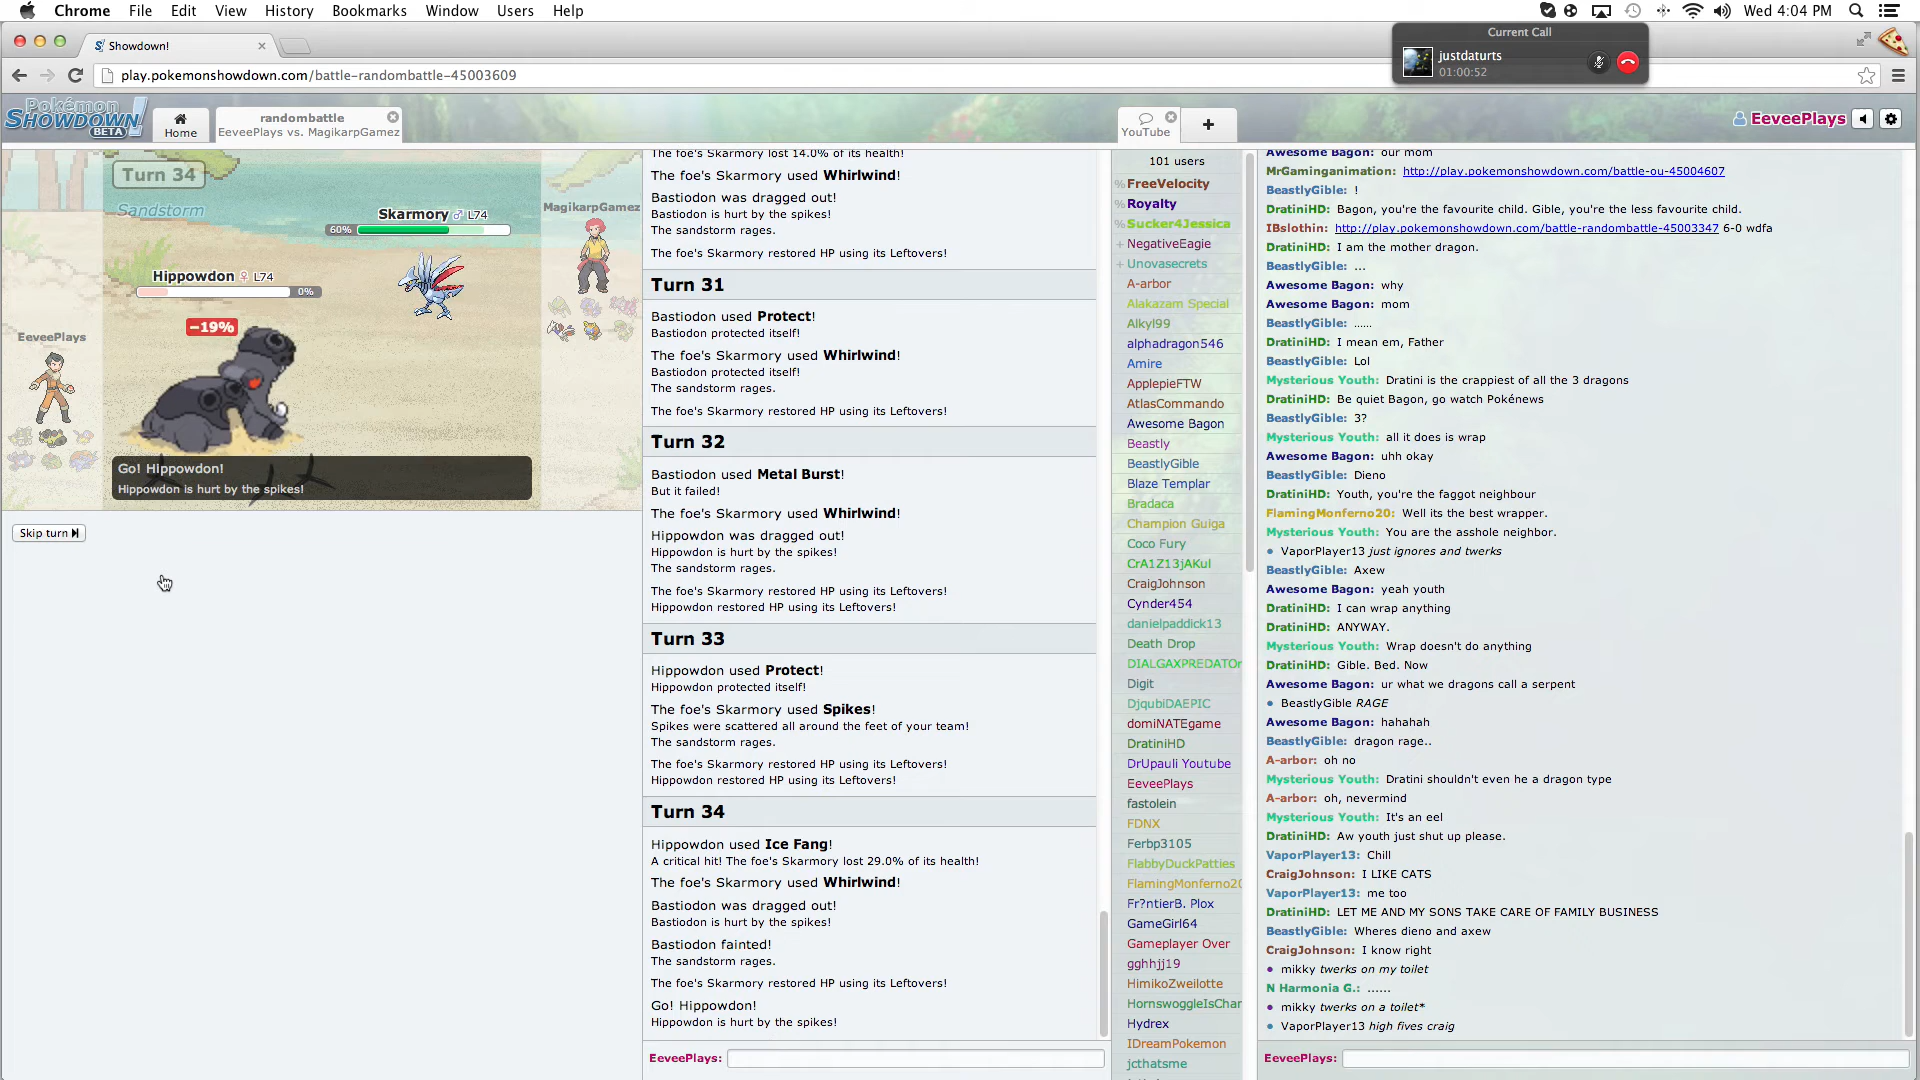 Chrome File Edit View History Bookmarks Window Users Help
Wed 4:04 PM
Showdown!
play.pokemonshowdown.com/battle-randombattle-45003609
Current Call
justdaturts
01:00:52
Pokémon
SHOWDOWN!
BETA
Home
randombattle
EeveePlays vs. MagikarpGamez
YouTube
+
EeveePlays
Turn 34
Sandstorm
Skarmory ♂ L74
60%
MagikarpGamez
Hippowdon ♀ L74
0%
−19%
EeveePlays
Go! Hippowdon!
Hippowdon is hurt by the spikes!
Skip turn
The foe's Skarmory lost 14.0% of its health!
The foe's Skarmory used Whirlwind!
Bastiodon was dragged out!
Bastiodon is hurt by the spikes!
The sandstorm rages.
The foe's Skarmory restored HP using its Leftovers!
Turn 31
Bastiodon used Protect!
Bastiodon protected itself!
The foe's Skarmory used Whirlwind!
Bastiodon protected itself!
The sandstorm rages.
The foe's Skarmory restored HP using its Leftovers!
Turn 32
Bastiodon used Metal Burst!
But it failed!
The foe's Skarmory used Whirlwind!
Hippowdon was dragged out!
Hippowdon is hurt by the spikes!
The sandstorm rages.
The foe's Skarmory restored HP using its Leftovers!
Hippowdon restored HP using its Leftovers!
Turn 33
Hippowdon used Protect!
Hippowdon protected itself!
The foe's Skarmory used Spikes!
Spikes were scattered all around the feet of your team!
The sandstorm rages.
The foe's Skarmory restored HP using its Leftovers!
Hippowdon restored HP using its Leftovers!
Turn 34
Hippowdon used Ice Fang!
A critical hit! The foe's Skarmory lost 29.0% of its health!
The foe's Skarmory used Whirlwind!
Bastiodon was dragged out!
Bastiodon is hurt by the spikes!
Bastiodon fainted!
The sandstorm rages.
The foe's Skarmory restored HP using its Leftovers!
Go! Hippowdon!
Hippowdon is hurt by the spikes!
EeveePlays:
101 users
%FreeVelocity
Royalty
%Sucker4Jessica
+NegativeEagie
+Unovasecrets
A-arbor
Alakazam Special
Alkyl99
alphadragon546
Amire
ApplepieFTW
AtlasCommando
Awesome Bagon
Beastly
BeastlyGible
Blaze Templar
Bradaca
Champion Guiga
Coco Fury
CrA1Z13jAKul
CraigJohnson
Cynder454
danielpaddick13
Death Drop
DIALGAXPREDATOr
Digit
DjqubiDAEPIC
domiNATEgame
DratiniHD
DrUpauli Youtube
EeveePlays
fastolein
FDNX
Ferbp3105
FlabbyDuckPatties
FlamingMonferno20
Fr?ntierB. Plox
GameGirl64
Gameplayer Over
gghhjj19
HimikoZweilotte
HornswoggleIsChar
Hydrex
IDreamPokemon
jcthatsme
Awesome Bagon: our mom
MrGaminganimation: http://play.pokemonshowdown.com/battle-ou-45004607
BeastlyGible: !
DratiniHD: Bagon, you're the favourite child. Gible, you're the less favourite child.
IBslothin: http://play.pokemonshowdown.com/battle-randombattle-45003347 6-0 wdfa
DratiniHD: I am the mother dragon.
BeastlyGible: ...
Awesome Bagon: why
Awesome Bagon: mom
BeastlyGible: ......
DratiniHD: I mean em, Father
BeastlyGible: Lol
Mysterious Youth: Dratini is the crappiest of all the 3 dragons
DratiniHD: Be quiet Bagon, go watch Pokénews
BeastlyGible: 3?
Mysterious Youth: all it does is wrap
Awesome Bagon: uhh okay
BeastlyGible: Dieno
DratiniHD: Youth, you're the faggot neighbour
FlamingMonferno20: Well its the best wrapper.
Mysterious Youth: You are the asshole neighbor.
• VaporPlayer13 just ignores and twerks
BeastlyGible: Axew
Awesome Bagon: yeah youth
DratiniHD: I can wrap anything
DratiniHD: ANYWAY.
Mysterious Youth: Wrap doesn't do anything
DratiniHD: Gible. Bed. Now
Awesome Bagon: ur what we dragons call a serpent
• BeastlyGible RAGE
Awesome Bagon: hahahah
BeastlyGible: dragon rage..
A-arbor: oh no
Mysterious Youth: Dratini shouldn't even he a dragon type
A-arbor: oh, nevermind
Mysterious Youth: It's an eel
DratiniHD: Aw youth just shut up please.
VaporPlayer13: Chill
CraigJohnson: I LIKE CATS
VaporPlayer13: me too
DratiniHD: LET ME AND MY SONS TAKE CARE OF FAMILY BUSINESS
BeastlyGible: Wheres dieno and axew
CraigJohnson: I know right
• mikky twerks on my toilet
N Harmonia G.: ......
• mikky twerks on a toilet*
• VaporPlayer13 high fives craig
EeveePlays: